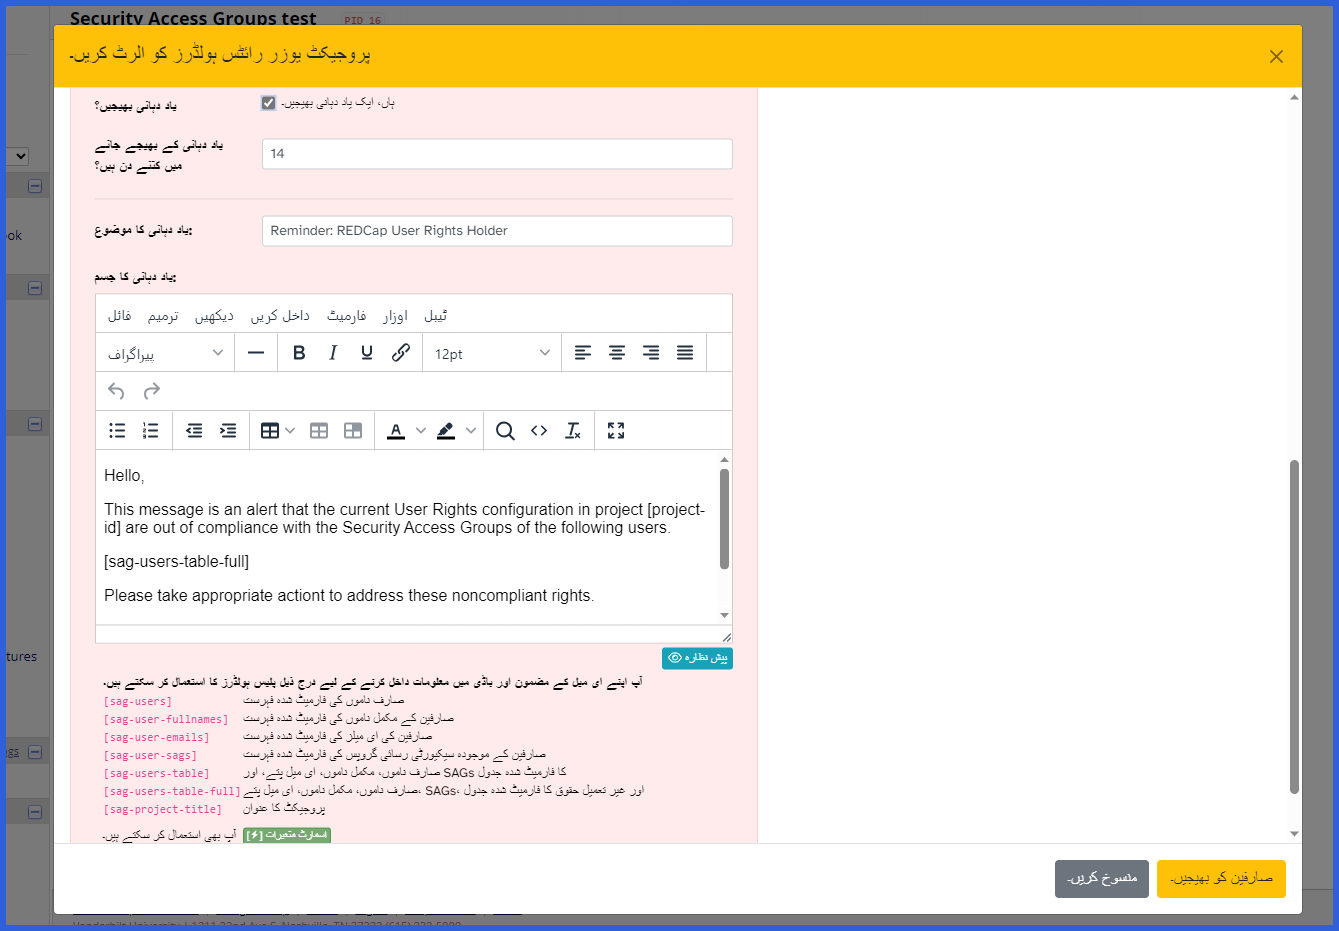 Security Access Groups test PID 16
پروجیکٹ یوزر رائٹس ہولڈرز کو الرٹ کریں۔
یاد دہانی بھیجیں؟
ہاں، ایک یاد دہانی بھیجیں۔
یاد دہانی کے بھیجے جانے میں کتنے دن ہیں؟
14
یاد دہانی کا موضوع:
Reminder: REDCap User Rights Holder
یاد دہانی کا جسم:
فائل ترمیم دیکھیں داخل کریں فارمیٹ اوزار ٹیبل
پیراگراف
B I U
12pt
Hello,
This message is an alert that the current User Rights configuration in project [project-
id] are out of compliance with the Security Access Groups of the following users.
[sag-users-table-full]
Please take appropriate actiont to address these noncompliant rights.
پیش نظارہ
آپ اپنے ای میل کے مضمون اور باڈی میں معلومات داخل کرنے کے لیے درج ذیل پلیس ہولڈرز کا استعمال کر سکتے ہیں۔
[sag-users] صارف ناموں کی فارمیٹ شدہ فہرست
[sag-user-fullnames] صارفین کے مکمل ناموں کی فارمیٹ شدہ فہرست
[sag-user-emails] صارفین کی ای میلز کی فارمیٹ شدہ فہرست
[sag-user-sags] صارفین کے موجودہ سیکیورٹی رسائی گروپس کی فارمیٹ شدہ فہرست
[sag-users-table] صارف ناموں، مکمل ناموں، ای میل پتے، اور SAGs کا فارمیٹ شدہ جدول
[sag-users-table-full] صارف ناموں، مکمل ناموں، ای میل پتے، SAGs، اور غیر تعمیل حقوق کا فارمیٹ شدہ جدول
[sag-project-title] پروجیکٹ کا عنوان
آپ بھی استعمال کر سکتے ہیں۔ [⚡] اسمارٹ متغیرات
منسوخ کریں۔
صارفین کو بھیجیں۔
ok
tures